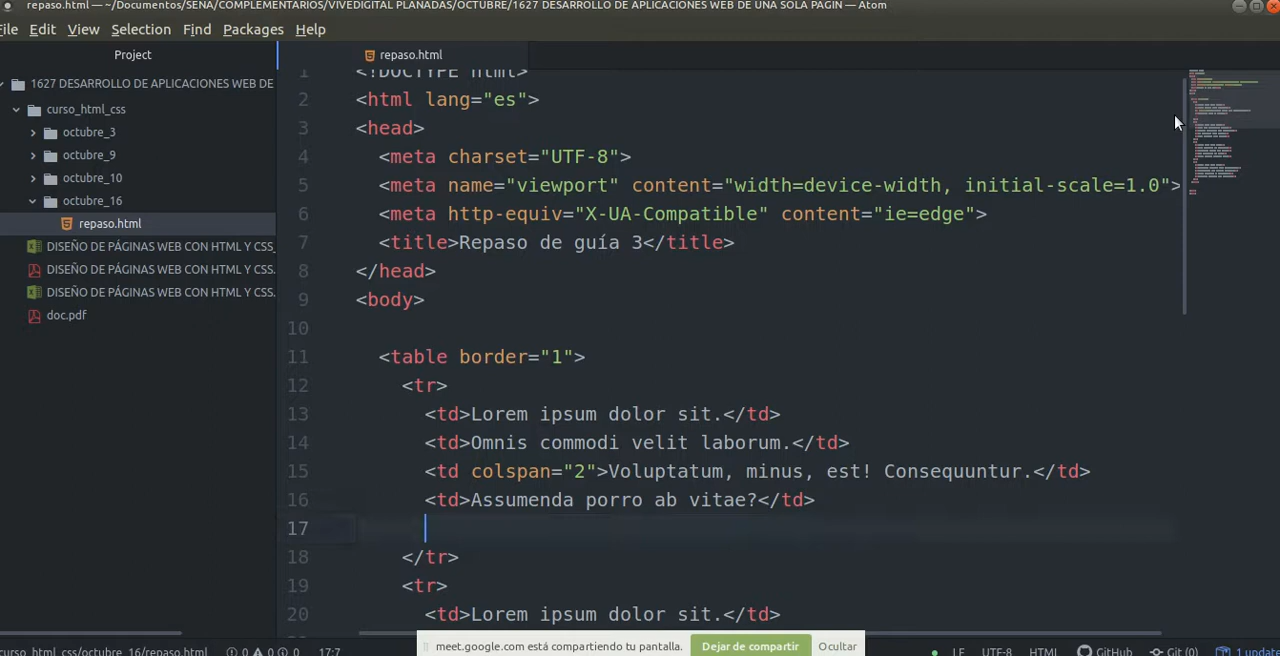 repaso.html — ~/Documentos/SENA/COMPLEMENTARIOS/VIVEDIGITAL PLANADAS/OCTUBRE/1627 DESARROLLO DE APLICACIONES WEB DE UNA SOLA PAGIN — Atom
File Edit View Selection Find Packages Help
Project
repaso.html
1627 DESARROLLO DE APLICACIONES WEB DE
curso_html_css
octubre_3
octubre_9
octubre_10
octubre_16
repaso.html
DISEÑO DE PÁGINAS WEB CON HTML Y CSS_
DISEÑO DE PÁGINAS WEB CON HTML Y CSS.
DISEÑO DE PÁGINAS WEB CON HTML Y CSS.
doc.pdf
1 <!DOCTYPE html>
2 <html lang="es">
3 <head>
4 <meta charset="UTF-8">
5 <meta name="viewport" content="width=device-width, initial-scale=1.0">
6 <meta http-equiv="X-UA-Compatible" content="ie=edge">
7 <title>Repaso de guía 3</title>
8 </head>
9 <body>
10
11 <table border="1">
12 <tr>
13 <td>Lorem ipsum dolor sit.</td>
14 <td>Omnis commodi velit laborum.</td>
15 <td colspan="2">Voluptatum, minus, est! Consequuntur.</td>
16 <td>Assumenda porro ab vitae?</td>
17
18 </tr>
19 <tr>
20 <td>Lorem ipsum dolor sit.</td>
meet.google.com está compartiendo tu pantalla. Dejar de compartir Ocultar
curso_html_css/octubre_16/repaso.html 0 0 0 17:7 LF UTF-8 HTML GitHub Git (0) 1 update